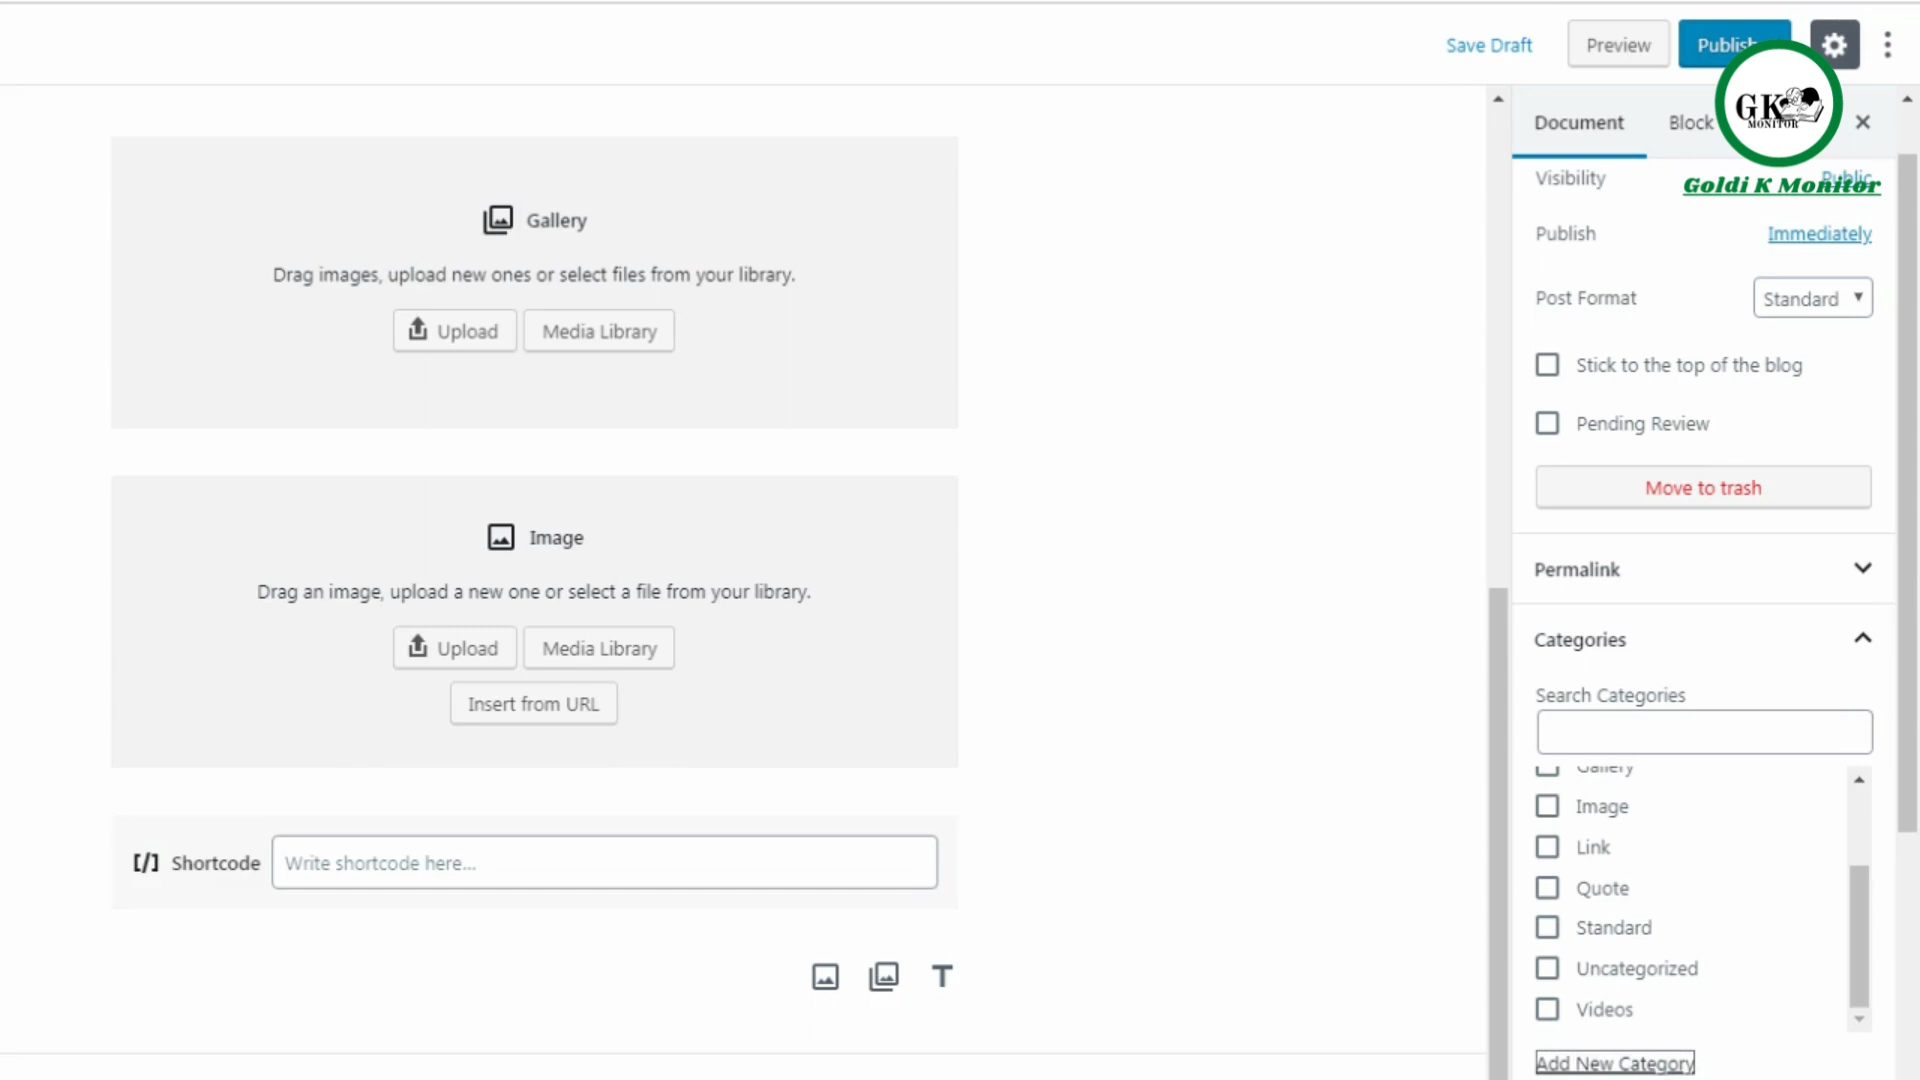 Save Draft
Preview
Publish
GK
MONITOR
Goldi K Monitor
Document
Block
Visibility
Public
Publish
Immediately
Post Format
Standard
Stick to the top of the blog
Pending Review
Move to trash
Permalink
Categories
Search Categories
Gallery
Image
Link
Quote
Standard
Uncategorized
Videos
Add New Category
Gallery
Drag images, upload new ones or select files from your library.
Upload
Media Library
Image
Drag an image, upload a new one or select a file from your library.
Upload
Media Library
Insert from URL
[/] Shortcode
Write shortcode here...